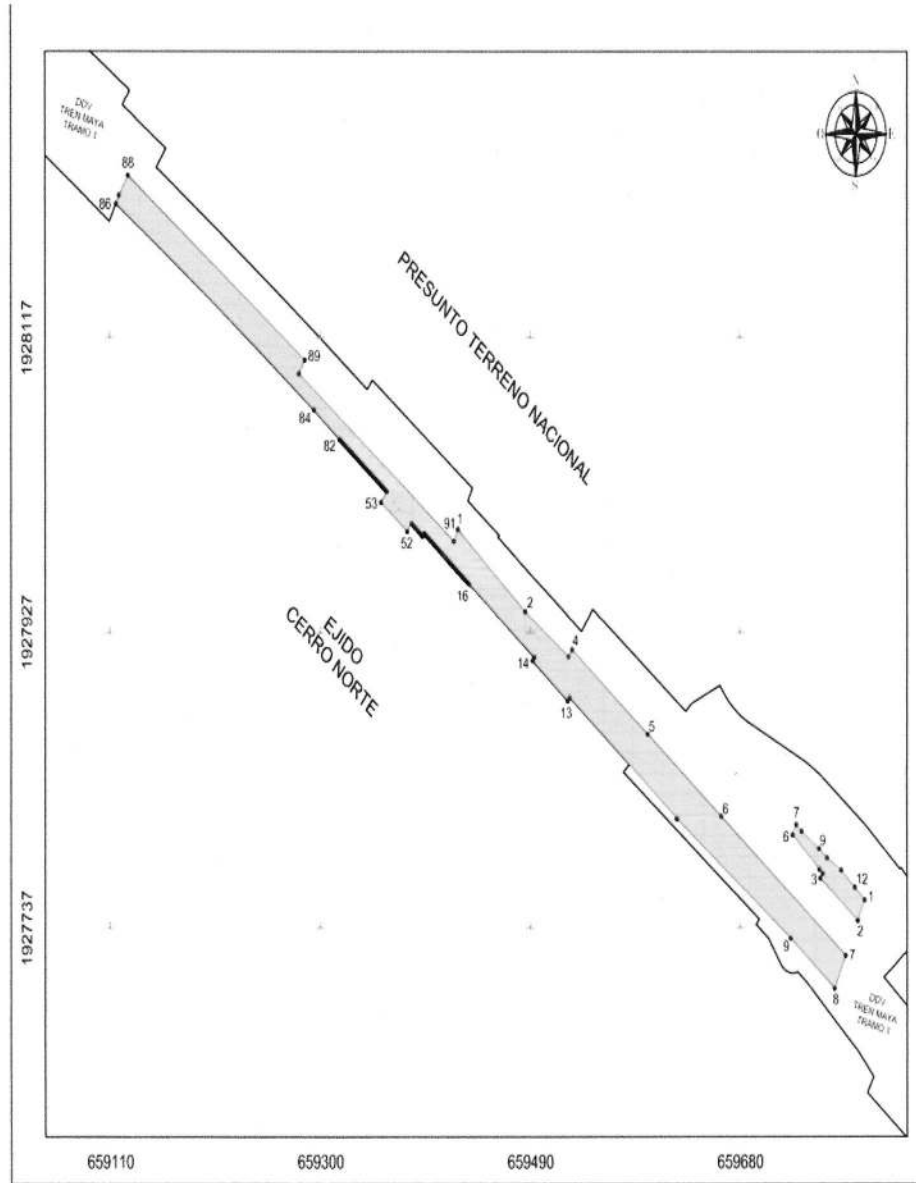 N
O
E
S
DDV
TREN MAYA
TRAMO 1
88
86
PRESUNTO TERRENO NACIONAL
1928117
89
84
82
53
52
91
1
16
2
1927927
EJIDO
CERRO NORTE
4
14
13
5
6
7
6
9
3
12
1
2
1927737
9
7
8
DDV
TREN MAYA
TRAMO 1
659110
659300
659490
659680